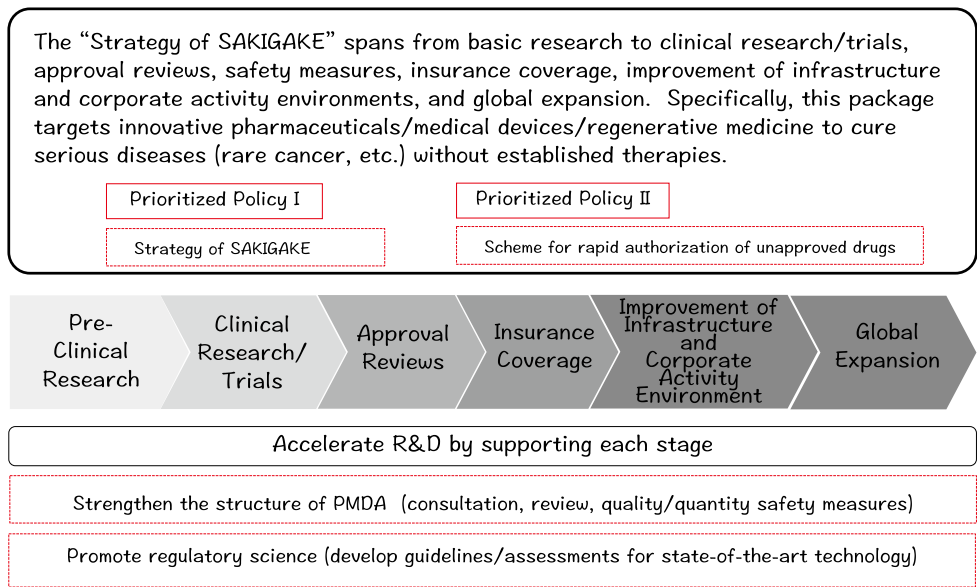 The “Strategy of SAKIGAKE” spans from basic research to clinical research/trials,
approval reviews, safety measures, insurance coverage, improvement of infrastructure
and corporate activity environments, and global expansion.  Specifically, this package
targets innovative pharmaceuticals/medical devices/regenerative medicine to cure
serious diseases (rare cancer, etc.) without established therapies.
Prioritized Policy I
Prioritized Policy II
Strategy of SAKIGAKE
Scheme for rapid authorization of unapproved drugs
Pre-
Clinical
Research
Clinical
Research/
Trials
Approval
Reviews
Insurance
Coverage
Improvement of
Infrastructure
and
Corporate
Activity
Environment
Global
Expansion
Accelerate R&D by supporting each stage
Strengthen the structure of PMDA  (consultation, review, quality/quantity safety measures)
Promote regulatory science (develop guidelines/assessments for state-of-the-art technology)